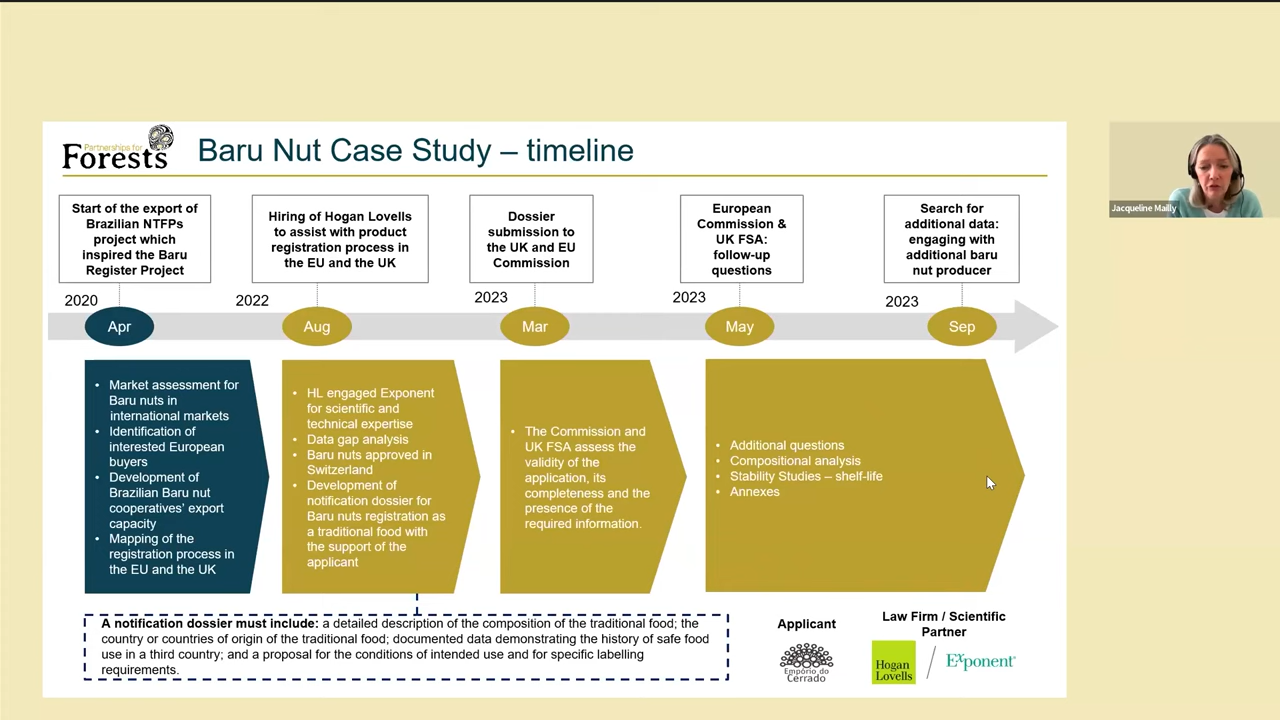 Partnerships for
Forests
Baru Nut Case Study – timeline
Start of the export of
Brazilian NTFPs
project which
inspired the Baru
Register Project
Hiring of Hogan Lovells
to assist with product
registration process in
the EU and the UK
Dossier
submission to
the UK and EU
Commission
European
Commission &
UK FSA:
follow-up
questions
Search for
additional data:
engaging with
additional baru
nut producer
2020
2022
2023
2023
2023
Apr
Aug
Mar
May
Sep
• Market assessment for
Baru nuts in
international markets
• Identification of
interested European
buyers
• Development of
Brazilian Baru nut
cooperatives' export
capacity
• Mapping of the
registration process in
the EU and the UK
• HL engaged Exponent
for scientific and
technical expertise
• Data gap analysis
• Baru nuts approved in
Switzerland
• Development of
notification dossier for
Baru nuts registration as
a traditional food with
the support of the
applicant
• The Commission and
UK FSA assess the
validity of the
application, its
completeness and the
presence of the
required information.
• Additional questions
• Compositional analysis
• Stability Studies – shelf-life
• Annexes
A notification dossier must include: a detailed description of the composition of the traditional food; the
country or countries of origin of the traditional food; documented data demonstrating the history of safe food
use in a third country; and a proposal for the conditions of intended use and for specific labelling
requirements.
Applicant
Empório do
Cerrado
Law Firm / Scientific
Partner
Hogan
Lovells
Exponent®
Jacqueline Mailly